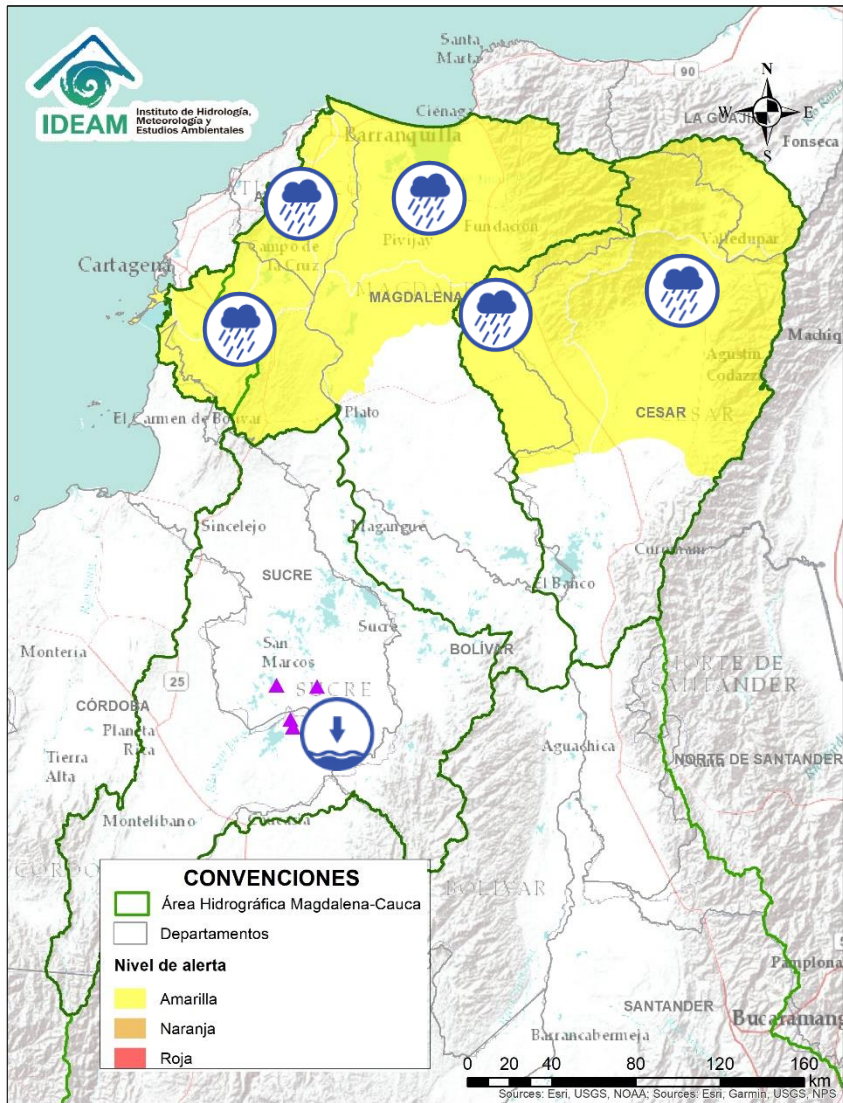 IDEAM
Instituto de Hidrología,
Meteorología y
Estudios Ambientales
Santa
Marta
90
N
E
S
LA GUAJIRA
Fonseca
Ciénaga
Barranquilla
Fundación
Pivijay
Valledupar
Campo de
la Cruz
Cartagena
MAGDALENA
Agustín
Codazzi
CESAR
CESAR
El Carmen de Bolívar
Plato
Sincelejo
Magangue
SUCRE
El Banco
Sucre
San
Marcos
BOLÍVAR
SUCRE
Montería
25
CÓRDOBA
Planeta
Rica
NORTE DE
SANTANDER
Aguachica
Tierra
Alta
NORTE DE SANTANDER
Montelíbano
BOLÍVAR
CONVENCIONES
Área Hidrográfica Magdalena-Cauca
Departamentos
Nivel de alerta
Amarilla
Naranja
Roja
Pamplona
SANTANDER
Bucaramang
Barrancabermeja
0 20 40 80 120 160
km
Sources: Esri, USGS, NOAA; Sources: Esri, Garmin, USGS, NPS